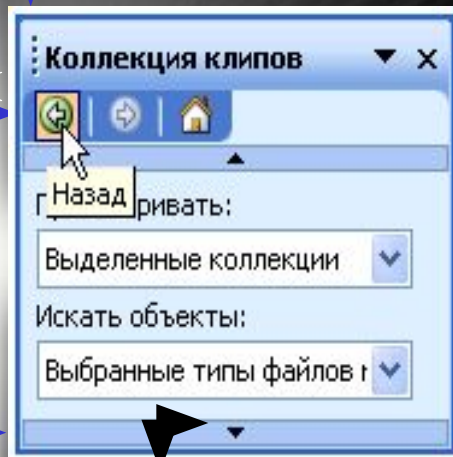 Коллекция клипов
Назад
Выделенные коллекции
Искать объекты:
Выбранные типы файлов